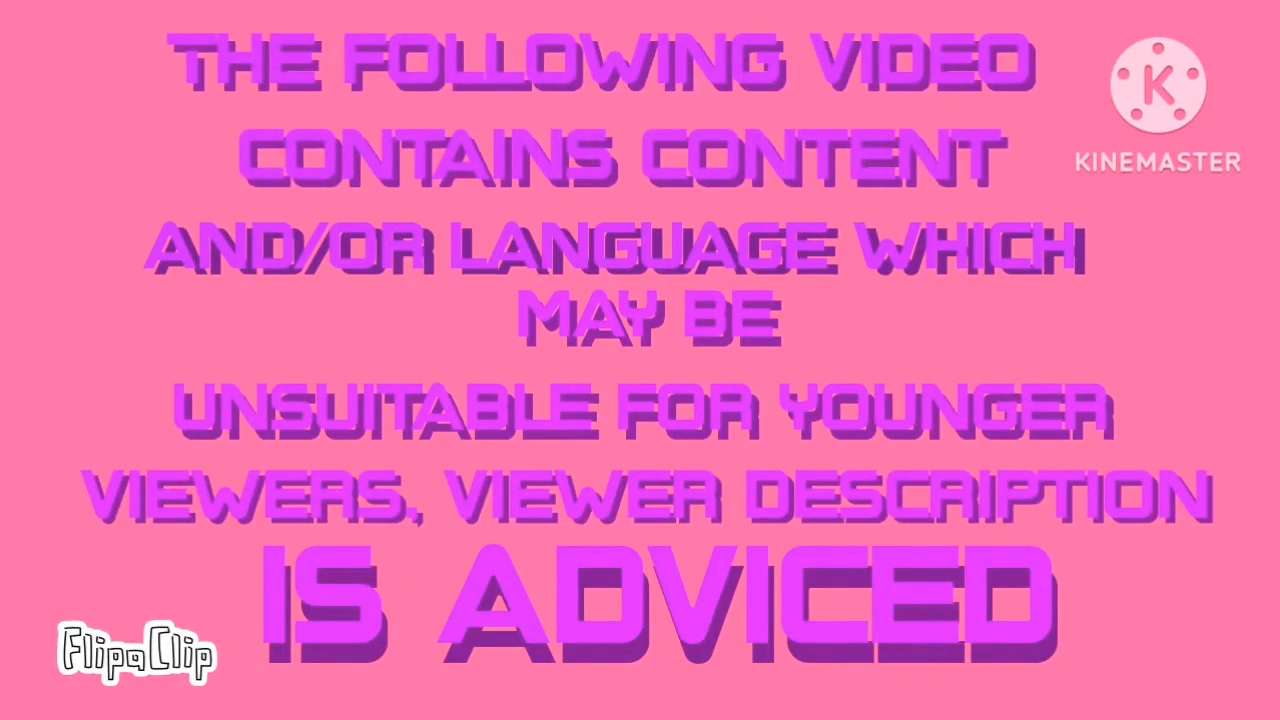 THE FOLLOWING VIDEO
CONTAINS CONTENT
AND/OR LANGUAGE WHICH
MAY BE
UNSUITABLE FOR YOUNGER
VIEWERS, VIEWER DESCRIPTION
IS ADVICED
K
KINEMASTER
FlipaClip